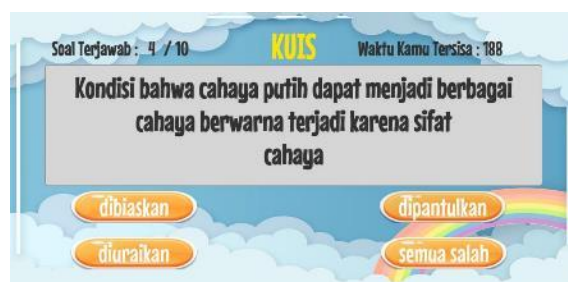 Soal Terjawab : 4 / 10
KUIS
Waktu Kamu Tersisa : 188
Kondisi bahwa cahaya putih dapat menjadi berbagai
cahaya berwarna terjadi karena sifat
cahaya
dibiaskan
dipantulkan
diuraikan
semua salah